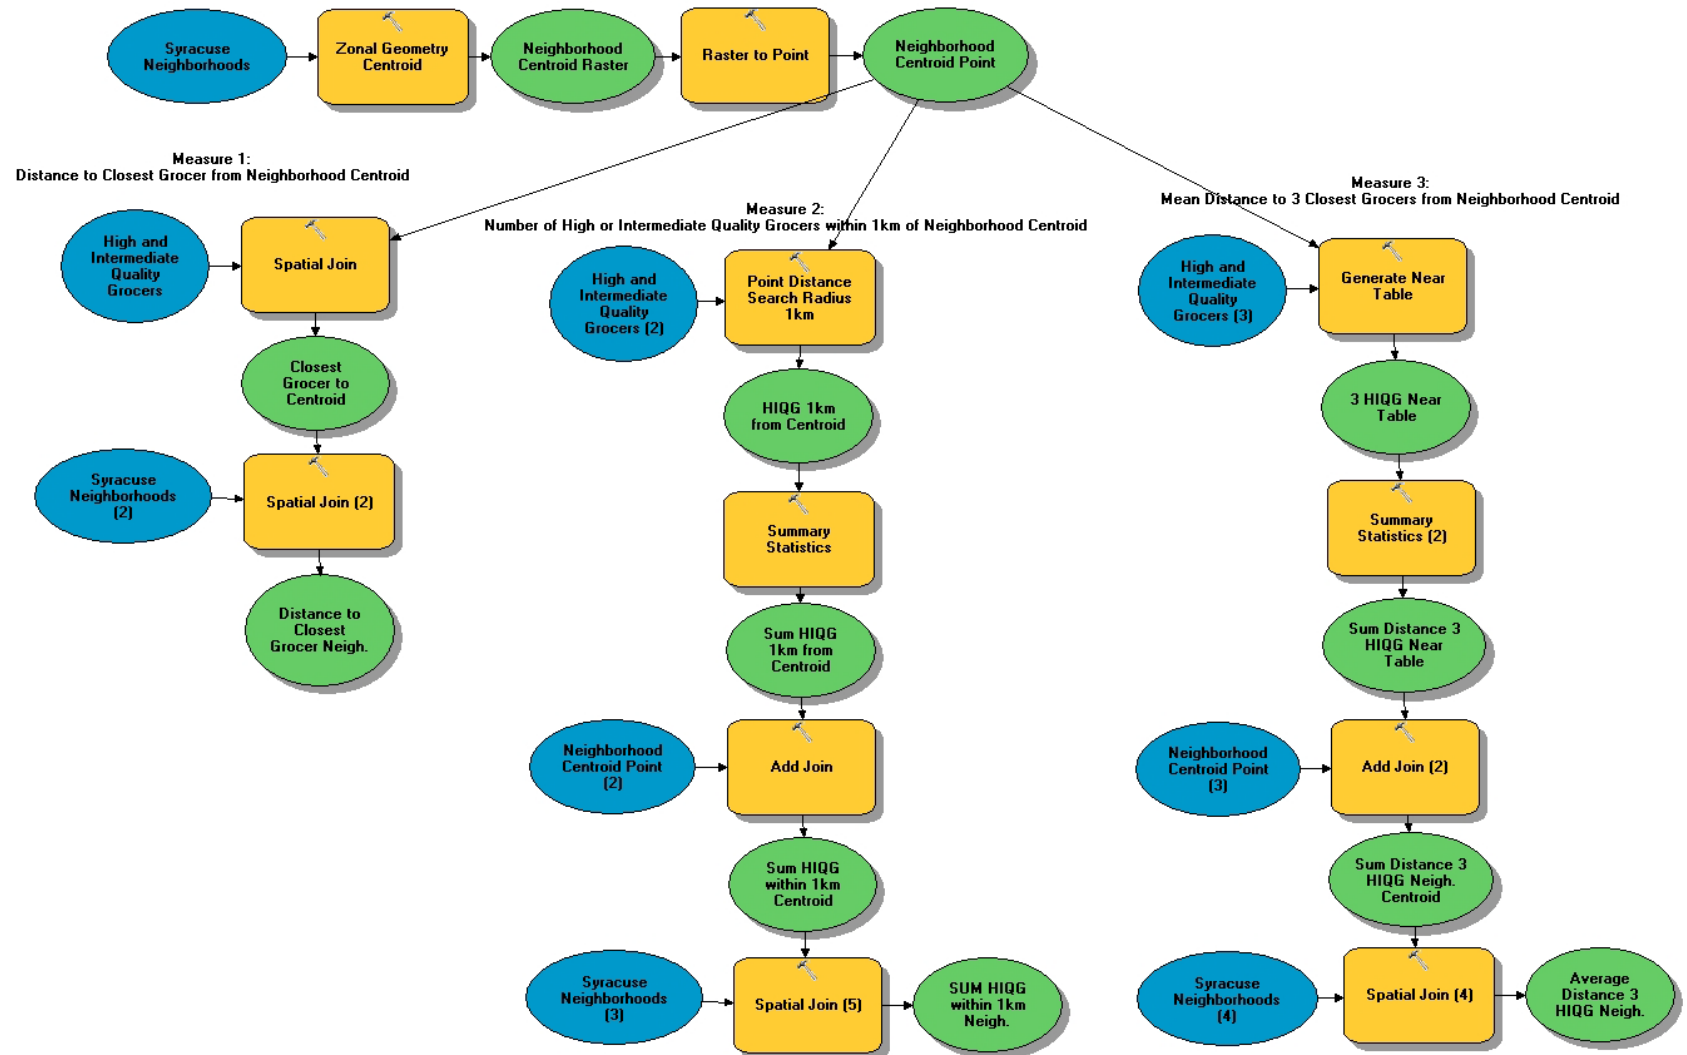 Syracuse
Neighborhoods
Zonal Geometry
Centroid
Neighborhood
Centroid Raster
Raster to Point
Neighborhood
Centroid Point
Measure 1:
Distance to Closest Grocer from Neighborhood Centroid
High and
Intermediate
Quality
Grocers
Spatial Join
Closest
Grocer to
Centroid
Syracuse
Neighborhoods
(2)
Spatial Join (2)
Distance to
Closest
Grocer Neigh.
Measure 2:
Number of High or Intermediate Quality Grocers within 1km of Neighborhood Centroid
High and
Intermediate
Quality
Grocers (2)
Point Distance
Search Radius
1km
HIQG 1km
from Centroid
Summary
Statistics
Sum HIQG
1km from
Centroid
Neighborhood
Centroid Point
(2)
Add Join
Sum HIQG
within 1km
Centroid
Syracuse
Neighborhoods
(3)
Spatial Join (5)
SUM HIQG
within 1km
Neigh.
Measure 3:
Mean Distance to 3 Closest Grocers from Neighborhood Centroid
High and
Intermediate
Quality
Grocers (3)
Generate Near
Table
3 HIQG Near
Table
Summary
Statistics (2)
Sum Distance 3
HIQG Near
Table
Neighborhood
Centroid Point
(3)
Add Join (2)
Sum Distance 3
HIQG Neigh.
Centroid
Syracuse
Neighborhoods
(4)
Spatial Join (4)
Average
Distance 3
HIQG Neigh.